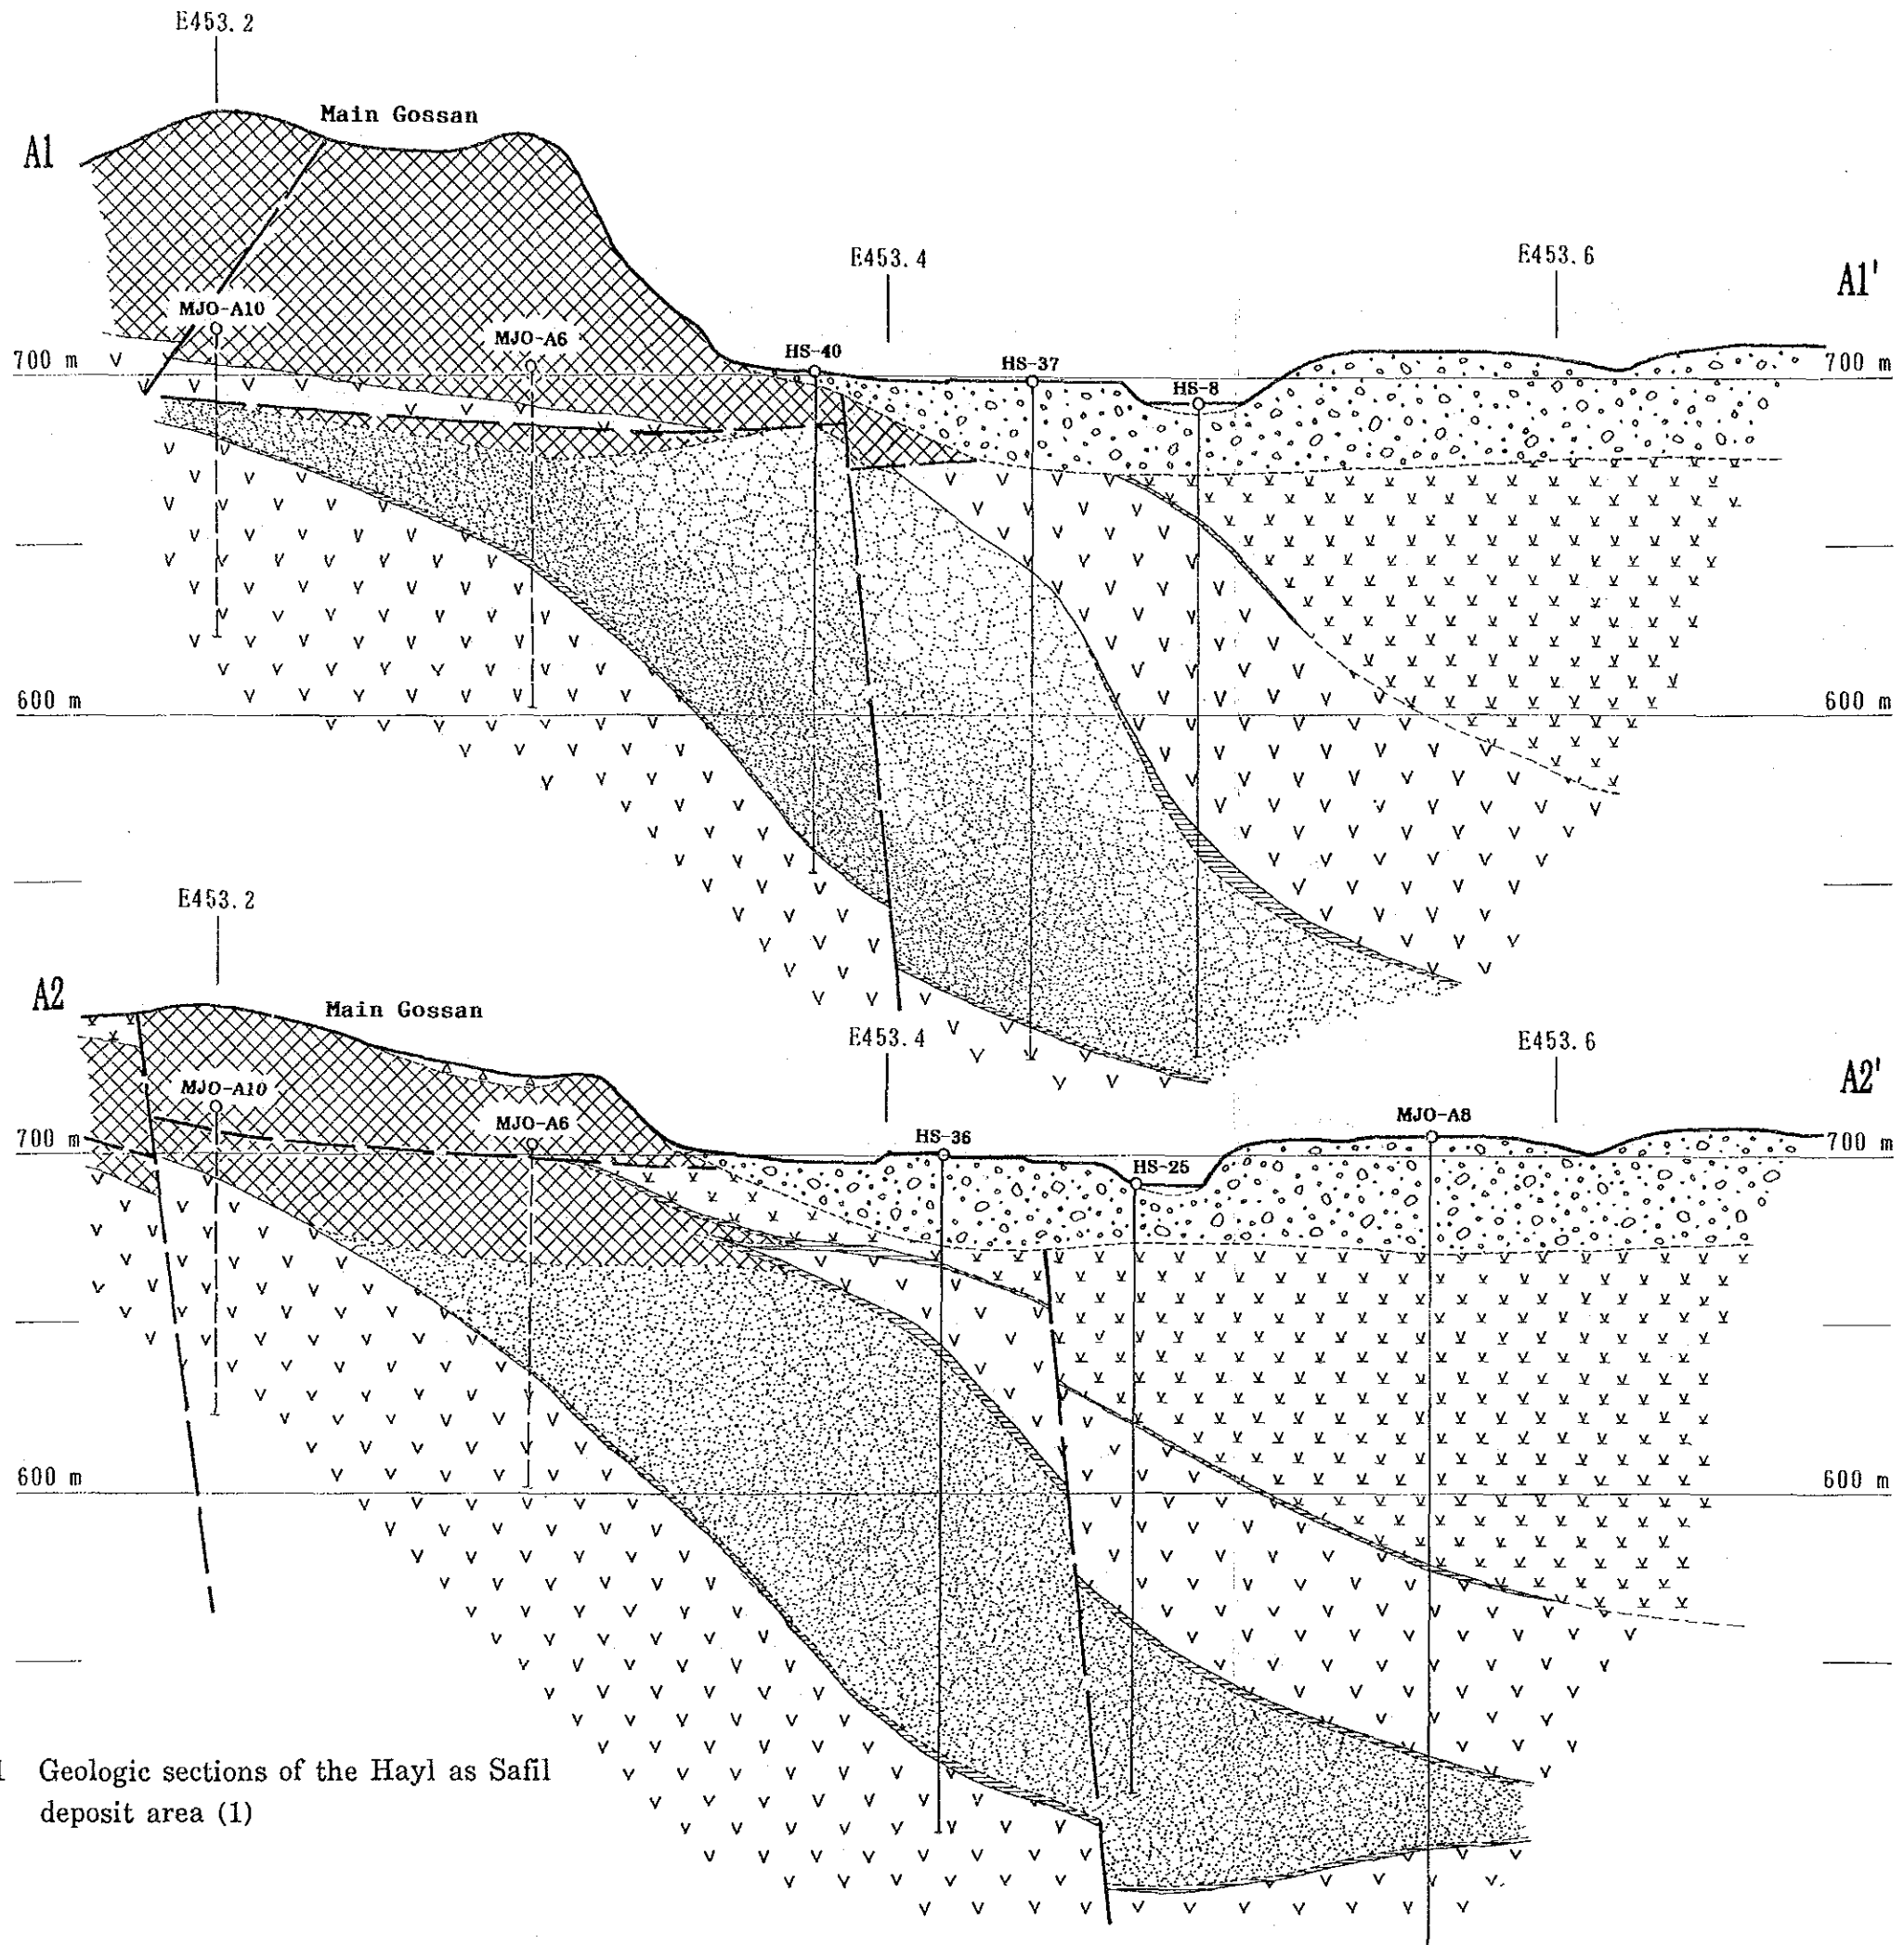 E453.2
Main Gossan
A1
E453.4
E453.6
A1'
MJO-A10
MJO-A6
700 m
HS-40
HS-37
HS-8
700 m
600 m
600 m
E453.2
A2
Main Gossan
E453.4
E453.6
A2'
MJO-A10
MJO-A6
MJO-A8
700 m
HS-36
700 m
HS-25
600 m
600 m
1 Geologic sections of the Hayl as Safil
deposit area (1)